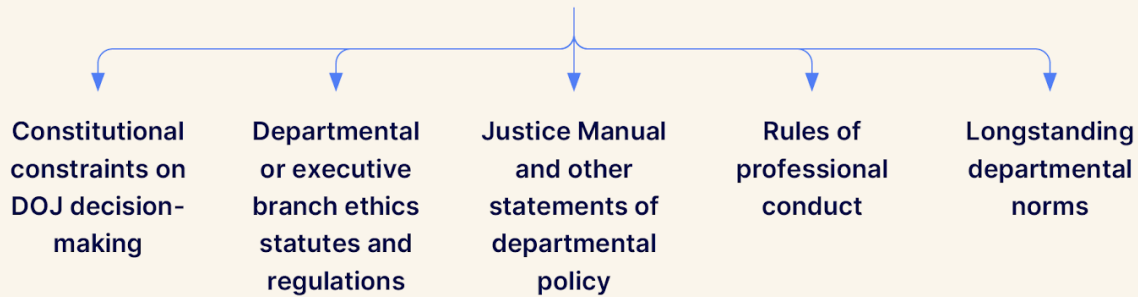 Constitutional
constraints on
DOJ decision-
making
Departmental
or executive
branch ethics
statutes and
regulations
Justice Manual
and other
statements of
departmental
policy
Rules of
professional
conduct
Longstanding
departmental
norms